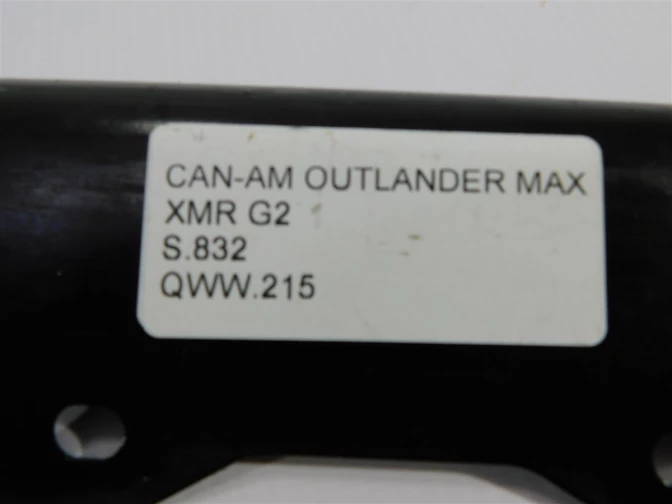 CAN-AM OUTLANDER MAX
XMR G2
S.832
QWW.215